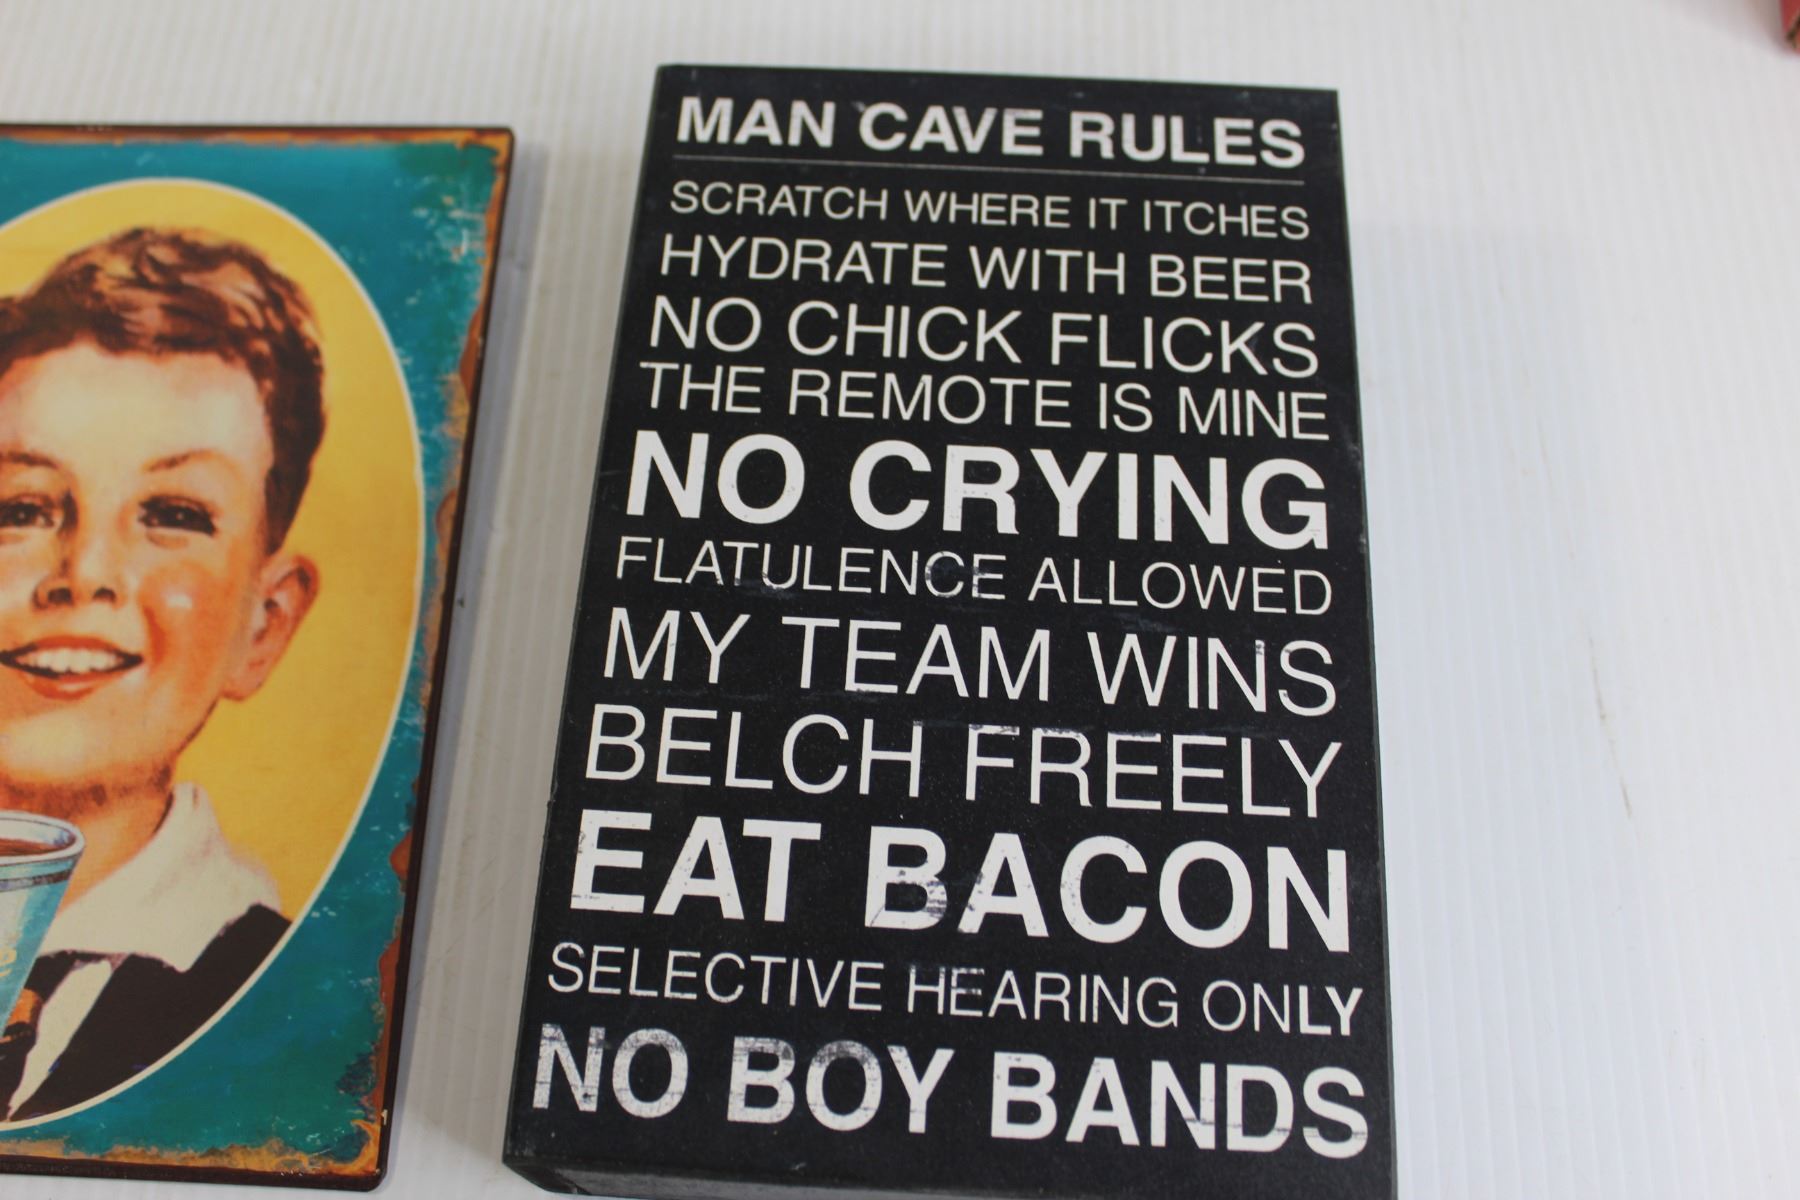 MAN CAVE RULES
SCRATCH WHERE IT ITCHES
HYDRATE WITH BEER
NO CHICK FLICKS
THE REMOTE IS MINE
NO CRYING
FLATULENCE ALLOWED
MY TEAM WINS
BELCH FREELY
EAT BACON
SELECTIVE HEARING ONLY
NO BOY BANDS